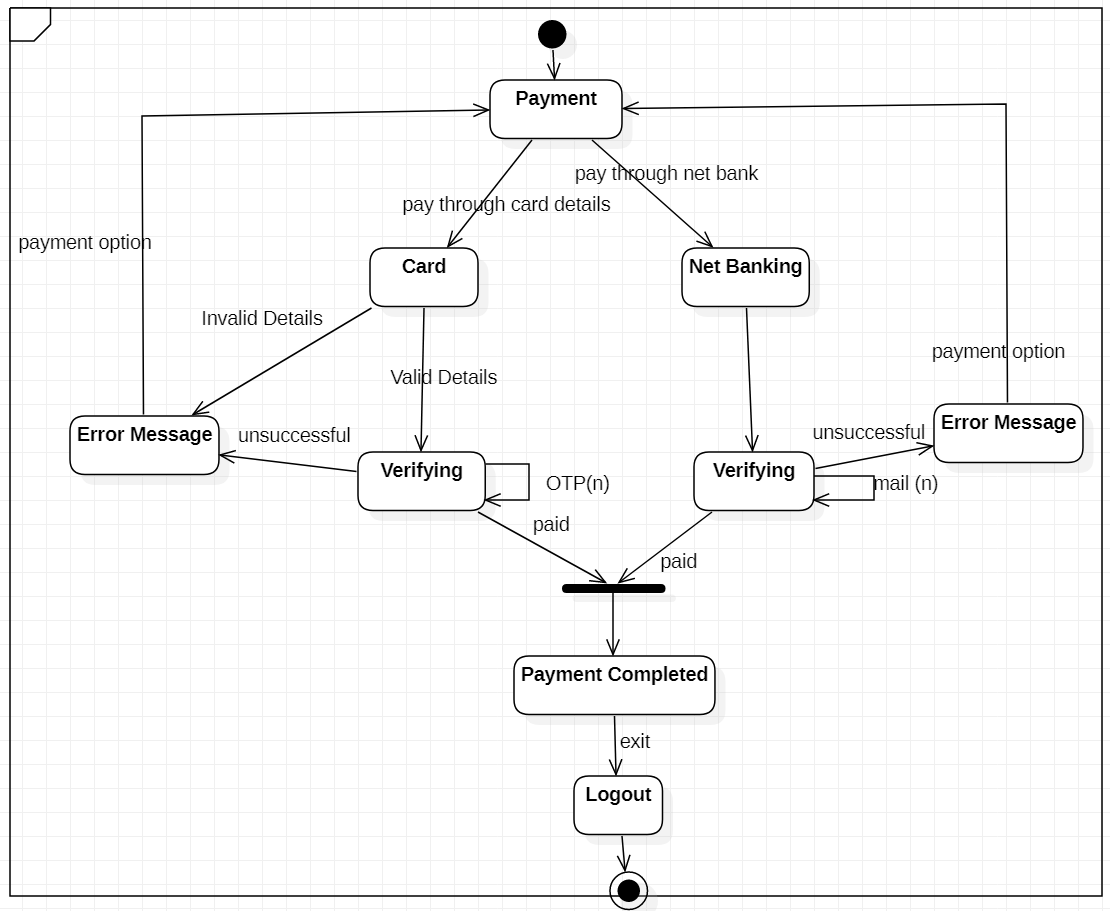 Payment
pay through net bank
pay through card details
payment option
Card
Net Banking
Invalid Details
payment option
Valid Details
Error Message
Error Message
unsuccessful
unsuccessful
Verifying
Verifying
OTP(n)
mail (n)
paid
paid
Payment Completed
exit
Logout